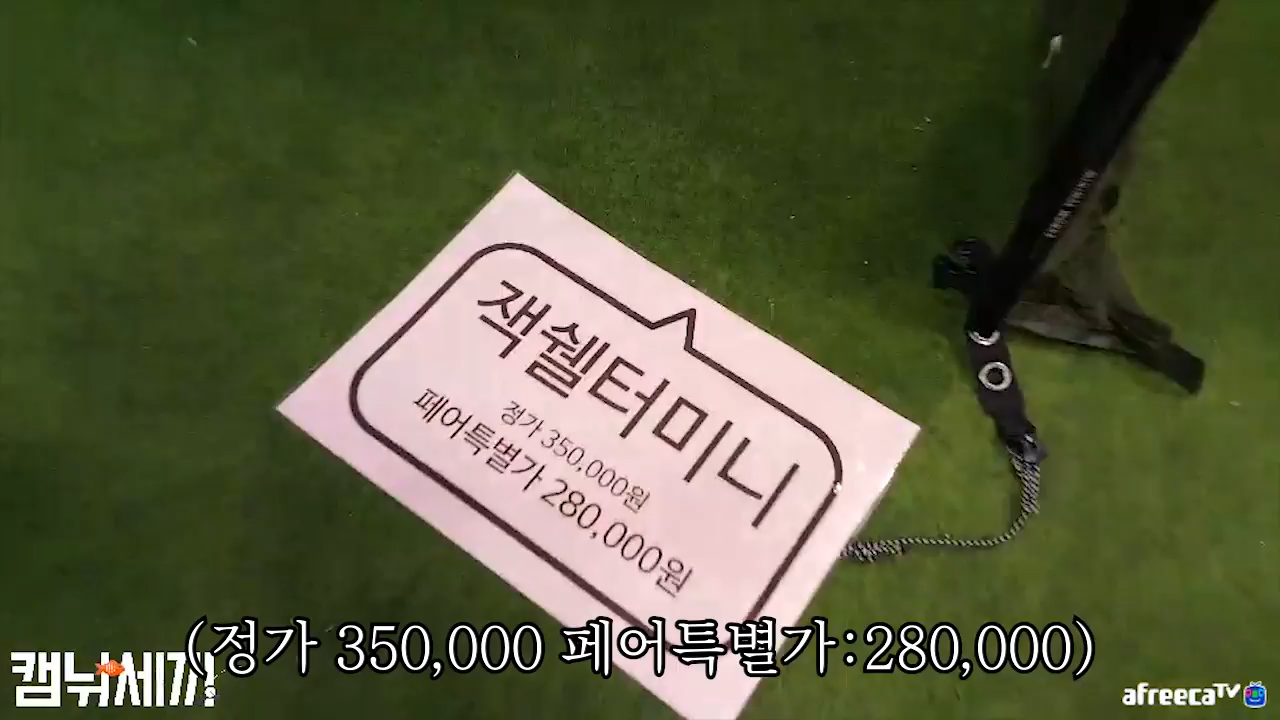 잭쉘터미니
정가 350,000원
페어특별가 280,000원
(정가 350,000 페어특별가:280,000)
캠낚세끼!
afreecaTV